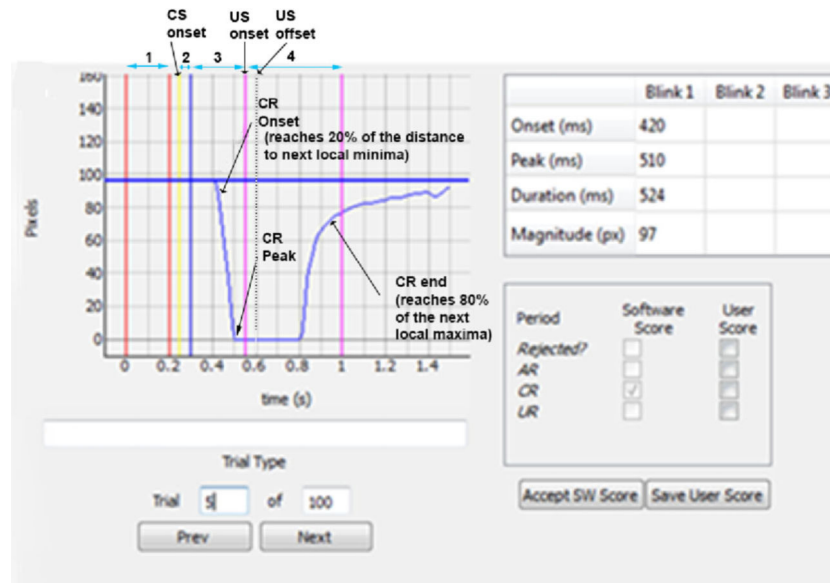 CS onset
US onset
US offset
1 2 3 4
160
140
120
100
80
60
40
20
0
Pixels
CR
Onset
(reaches 20% of the distance
to next local minima)
CR
Peak
CR end
(reaches 80%
of the next
local maxima)
0 0.2 0.4 0.6 0.8 1 1.2 1.4
time (s)
Trial Type
Trial 5 of 100
Prev Next
Blink 1 Blink 2 Blink 3
Onset (ms) 420
Peak (ms) 510
Duration (ms) 524
Magnitude (px) 97
Period Software Score User Score
Rejected?
AR
CR
UR
Accept SW Score Save User Score